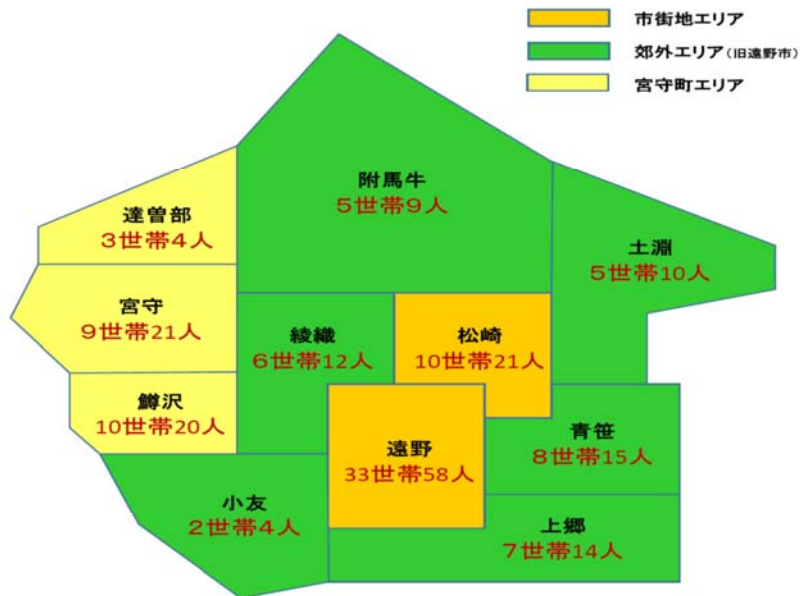 市街地エリア
郊外エリア(旧遠野市)
宮守町エリア
附馬牛
5世帯9人
達曽部
3世帯4人
土淵
5世帯10人
宮守
9世帯21人
綾織
6世帯12人
松崎
10世帯21人
鱒沢
10世帯20人
遠野
33世帯58人
青笹
8世帯15人
小友
2世帯4人
上郷
7世帯14人